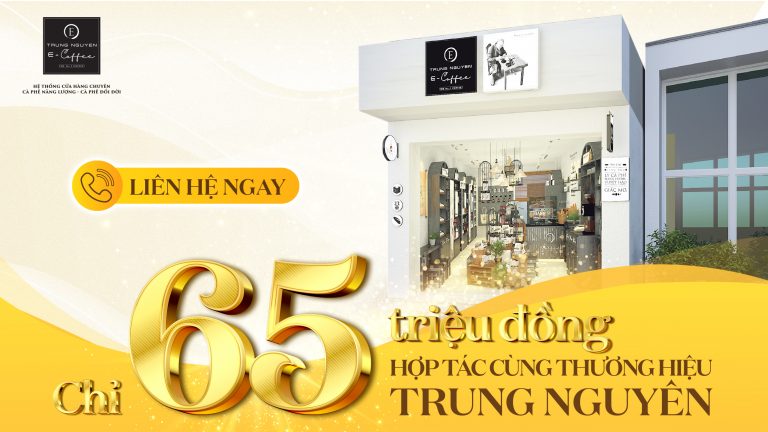 TRUNG NGUYEN
E-Coffee
HỆ THỐNG CỬA HÀNG CHUYÊN
CÀ PHÊ NĂNG LƯỢNG - CÀ PHÊ ĐỔI ĐỜI
TRUNG NGUYEN
E-Coffee
LIÊN HỆ NGAY
Chỉ 65 triệu đồng
HỢP TÁC CÙNG THƯƠNG HIỆU
TRUNG NGUYÊN